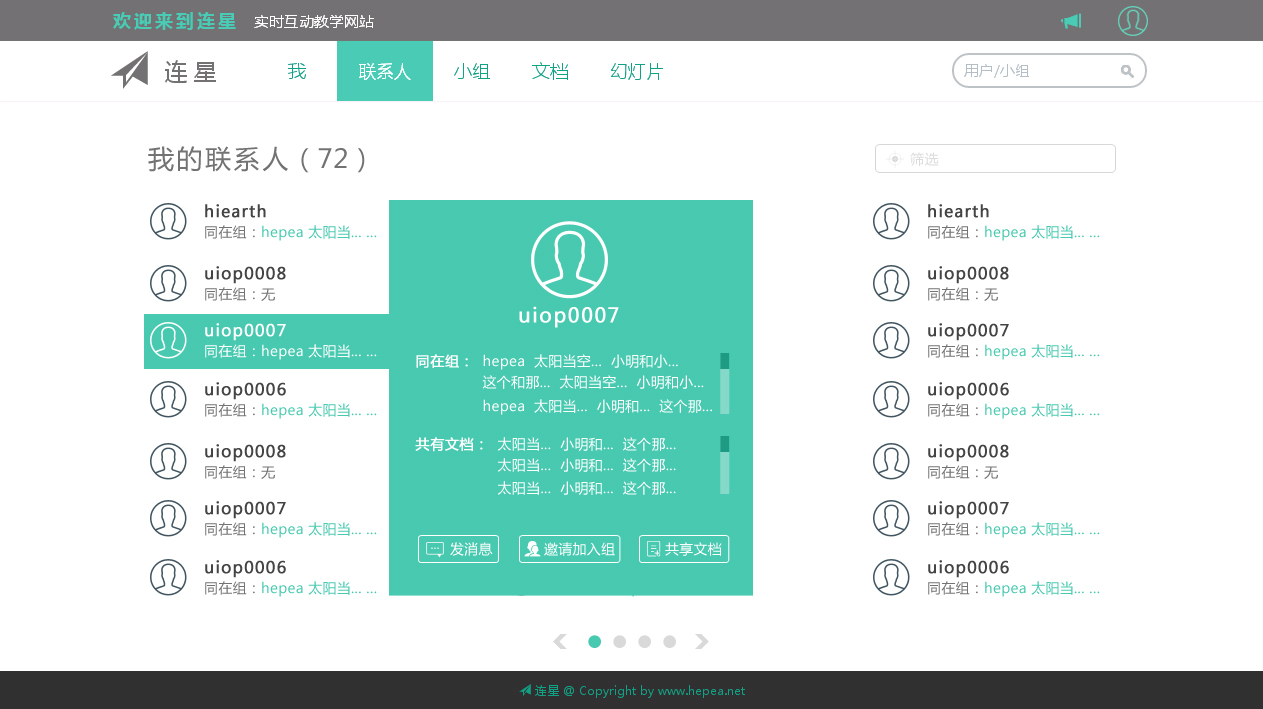 欢迎来到连星 实时互动教学网站
连星 我 联系人 小组 文档 幻灯片 用户/小组
我的联系人（72） 筛选
hiearth
同在组：hepea 太阳当... ...
uiop0008
同在组：无
uiop0007
同在组：hepea 太阳当... ...
uiop0006
同在组：hepea 太阳当... ...
uiop0008
同在组：无
uiop0007
同在组：hepea 太阳当... ...
uiop0006
同在组：hepea 太阳当... ...
uiop0007
同在组： hepea 太阳当空... 小明和小...
这个和那... 太阳当空... 小明和小...
hepea 太阳当... 小明和... 这个那...
共有文档： 太阳当... 小明和... 这个那...
太阳当... 小明和... 这个那...
太阳当... 小明和... 这个那...
发消息 邀请加入组 共享文档
hiearth
同在组：hepea 太阳当... ...
uiop0008
同在组：无
uiop0007
同在组：hepea 太阳当... ...
uiop0006
同在组：hepea 太阳当... ...
uiop0008
同在组：无
uiop0007
同在组：hepea 太阳当... ...
uiop0006
同在组：hepea 太阳当... ...
连星 @ Copyright by www.hepea.net